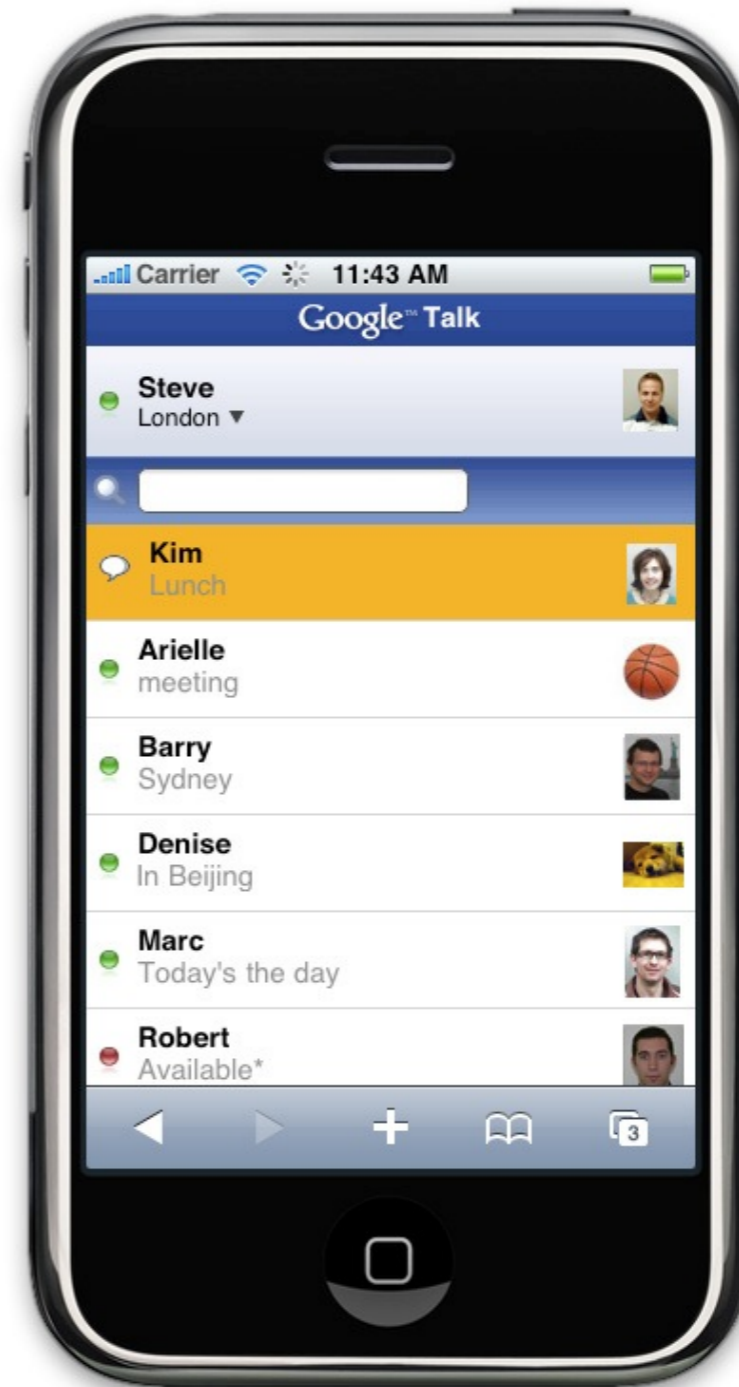 Carrier 11:43 AM
Google™ Talk
Steve
London ▼
Kim
Lunch
Arielle
meeting
Barry
Sydney
Denise
In Beijing
Marc
Today's the day
Robert
Available*
3